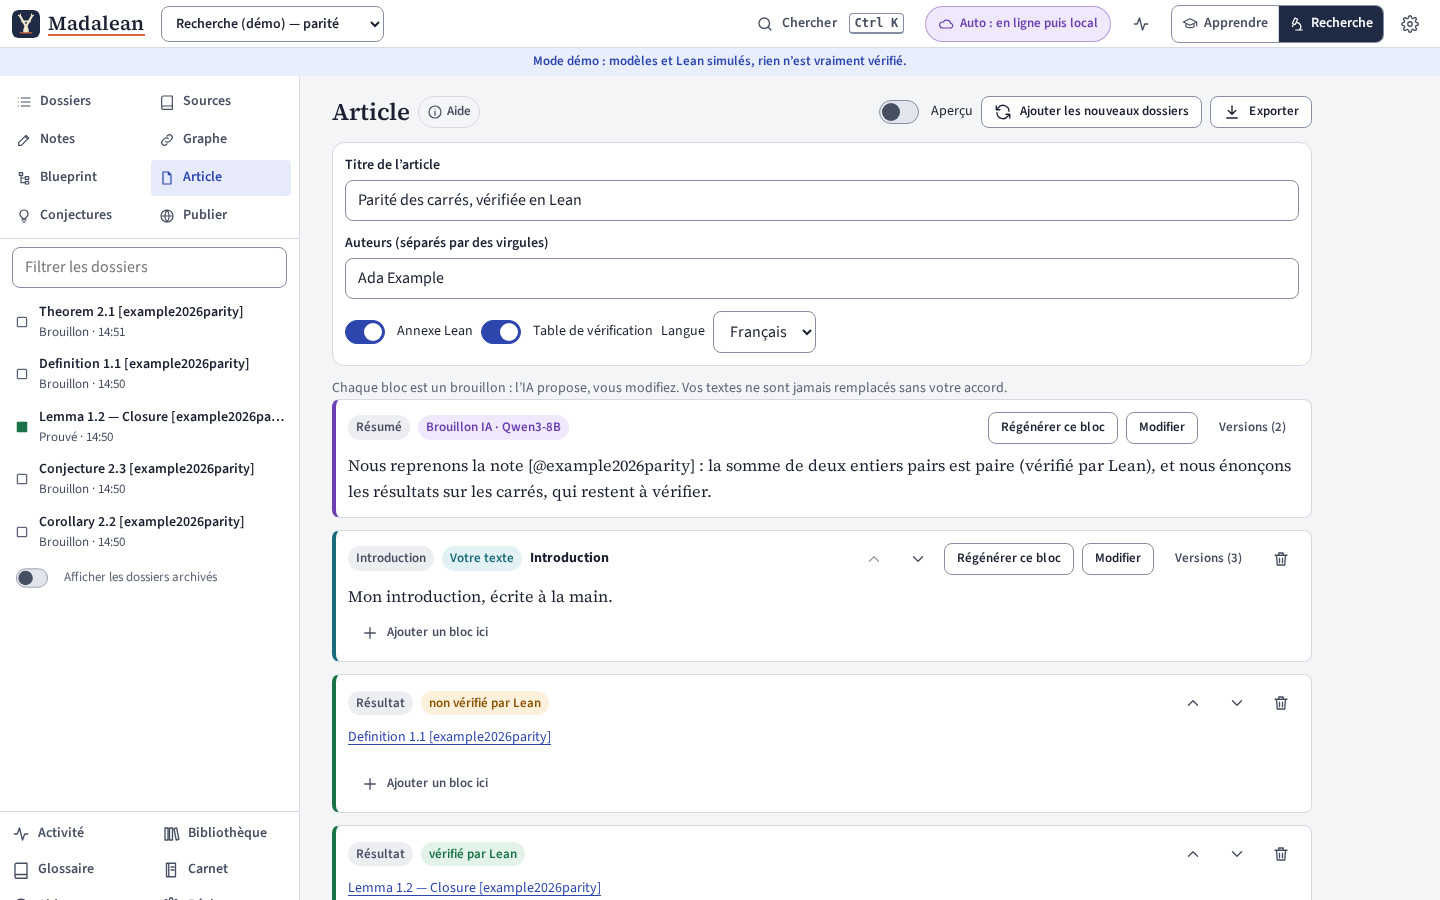 Madalean
Recherche (démo) — parité
Chercher Ctrl K
Auto : en ligne puis local
Apprendre
Recherche
Mode démo : modèles et Lean simulés, rien n’est vraiment vérifié.
Dossiers
Sources
Notes
Graphe
Blueprint
Article
Conjectures
Publier
Filtrer les dossiers
Theorem 2.1 [example2026parity]
Brouillon · 14:51
Definition 1.1 [example2026parity]
Brouillon · 14:50
Lemma 1.2 — Closure [example2026pa…
Prouvé · 14:50
Conjecture 2.3 [example2026parity]
Brouillon · 14:50
Corollary 2.2 [example2026parity]
Brouillon · 14:50
Afficher les dossiers archivés
Activité
Bibliothèque
Glossaire
Carnet
Article
Aide
Aperçu
Ajouter les nouveaux dossiers
Exporter
Titre de l’article
Parité des carrés, vérifiée en Lean
Auteurs (séparés par des virgules)
Ada Example
Annexe Lean
Table de vérification
Langue
Français
Chaque bloc est un brouillon : l’IA propose, vous modifiez. Vos textes ne sont jamais remplacés sans votre accord.
Résumé
Brouillon IA · Qwen3-8B
Régénérer ce bloc
Modifier
Versions (2)
Nous reprenons la note [@example2026parity] : la somme de deux entiers pairs est paire (vérifié par Lean), et nous énonçons
les résultats sur les carrés, qui restent à vérifier.
Introduction
Votre texte
Introduction
Régénérer ce bloc
Modifier
Versions (3)
Mon introduction, écrite à la main.
Ajouter un bloc ici
Résultat
non vérifié par Lean
Definition 1.1 [example2026parity]
Ajouter un bloc ici
Résultat
vérifié par Lean
Lemma 1.2 — Closure [example2026parity]